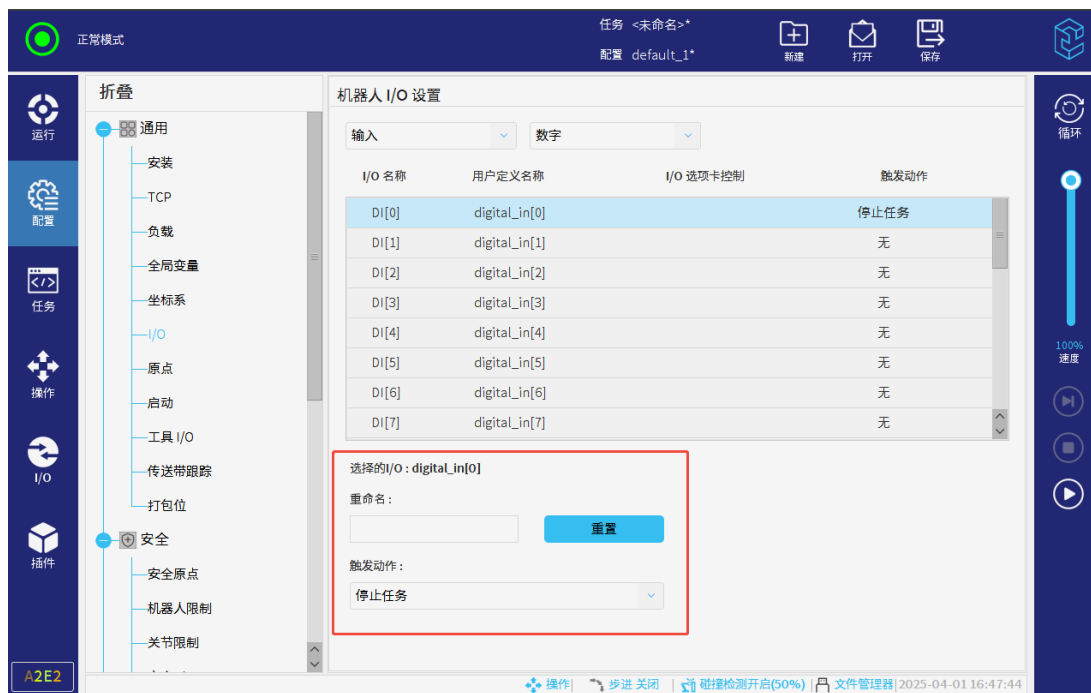 正常模式
任务 <未命名>*
配置 default_1*
新建
打开
保存
运行
配置
任务
操作
I/O
插件
A2E2
折叠
通用
安装
TCP
负载
全局变量
坐标系
I/O
原点
启动
工具 I/O
传送带跟踪
打包位
安全
安全原点
机器人限制
关节限制
机器人 I/O 设置
输入 数字
I/O 名称 用户定义名称 I/O 选项卡控制 触发动作
DI[0] digital_in[0] 停止任务
DI[1] digital_in[1] 无
DI[2] digital_in[2] 无
DI[3] digital_in[3] 无
DI[4] digital_in[4] 无
DI[5] digital_in[5] 无
DI[6] digital_in[6] 无
DI[7] digital_in[7] 无
选择的I/O : digital_in[0]
重命名 :
重置
触发动作 :
停止任务
循环
100%
速度
操作| 步进 关闭 | 碰撞检测开启(50%) | 文件管理器|2025-04-01 16:47:44